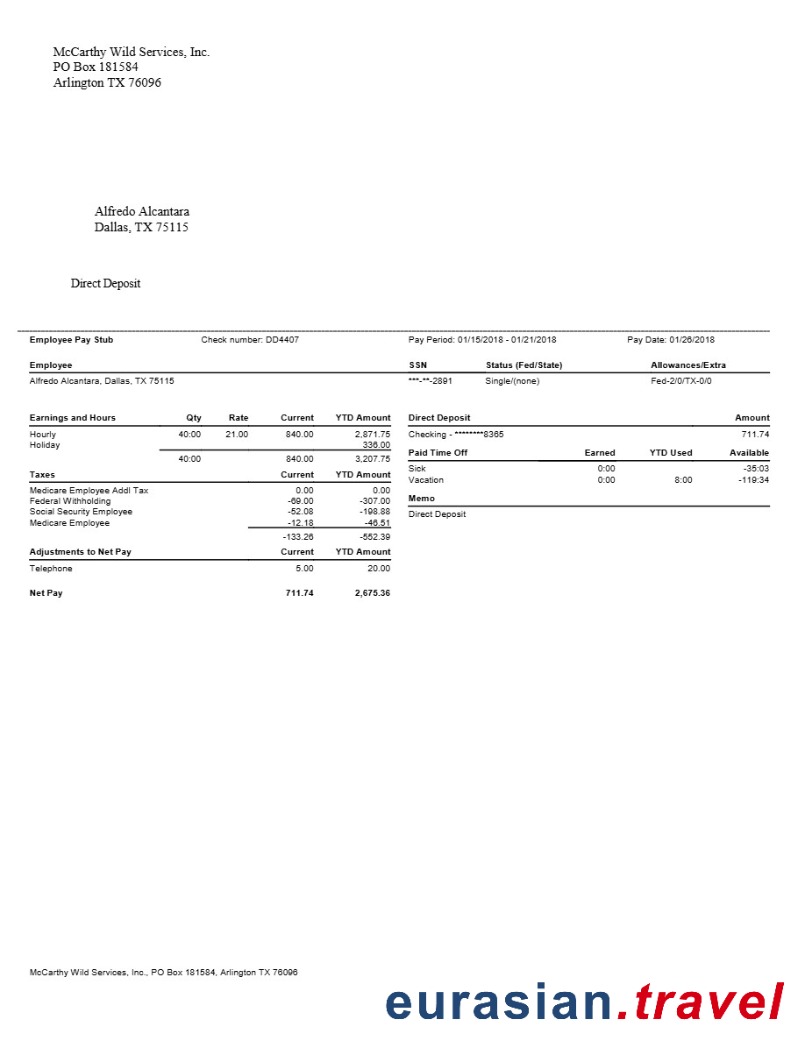 McCarthy Wild Services, Inc.
PO Box 181584
Arlington TX 76096
Alfredo Alcantara
Dallas, TX 75115
Direct Deposit
Employee Pay Stub Check number: DD4407 Pay Period: 01/15/2018 - 01/21/2018 Pay Date: 01/26/2018
Employee SSN Status (Fed/State) Allowances/Extra
Alfredo Alcantara, Dallas, TX 75115 ***-**-2891 Single/(none) Fed-2/0/TX-0/0
Earnings and Hours Qty Rate Current YTD Amount
Hourly 40:00 21.00 840.00 2,871.75
Holiday 336.00
40:00 840.00 3,207.75
Taxes Current YTD Amount
Medicare Employee Addl Tax 0.00 0.00
Federal Withholding -69.00 -307.00
Social Security Employee -52.08 -198.88
Medicare Employee -12.18 -46.51
-133.26 -552.39
Adjustments to Net Pay Current YTD Amount
Telephone 5.00 20.00
Net Pay 711.74 2,675.36
Direct Deposit Amount
Checking - ********8365 711.74
Paid Time Off Earned YTD Used Available
Sick 0:00 -35:03
Vacation 0:00 8:00 -119:34
Memo
Direct Deposit
McCarthy Wild Services, Inc., PO Box 181584, Arlington TX 76096
eurasian.travel